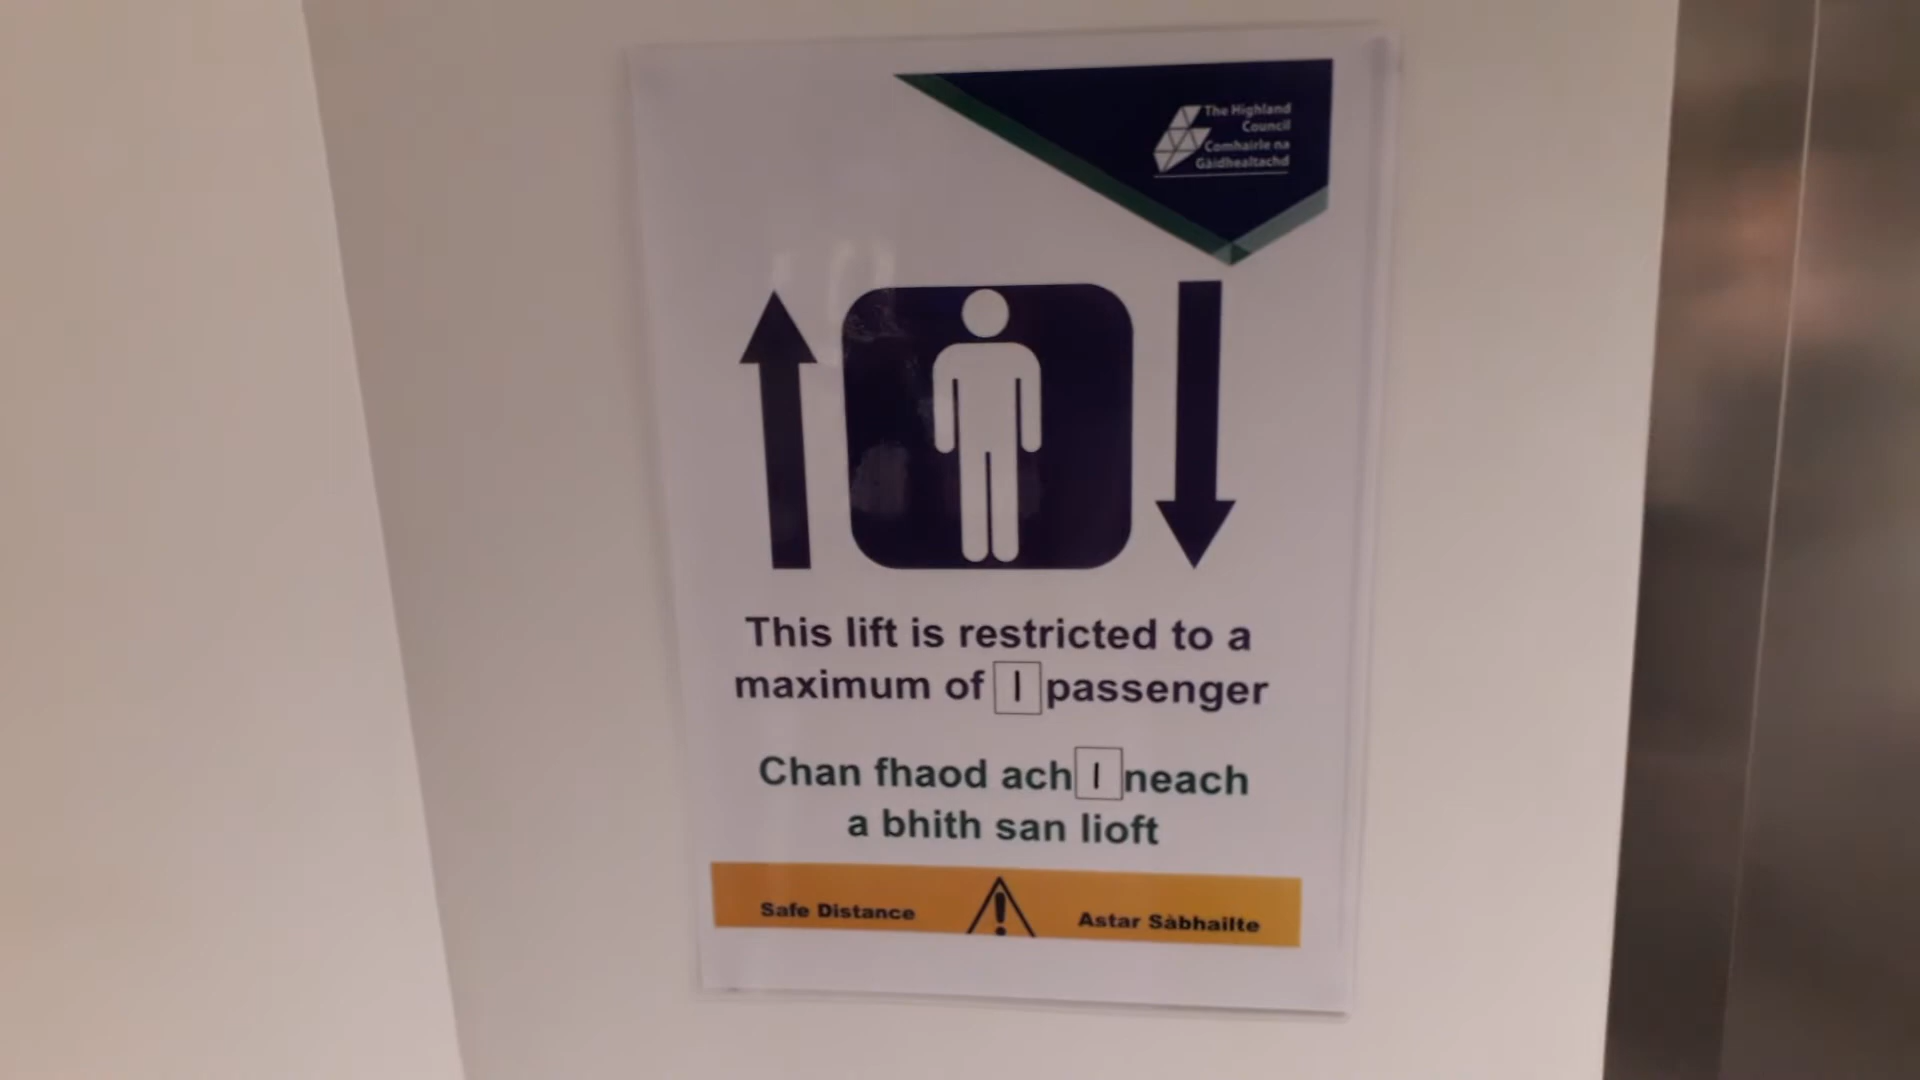 The Highland
Council
Comhairle na
Gàidhealtachd
This lift is restricted to a
maximum of 1 passenger
Chan fhaod ach 1 neach
a bhith san lioft
Safe Distance
Astar Sàbhailte